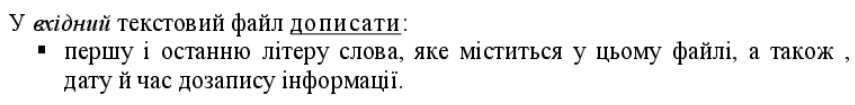 У вхідний текстовий файл дописати:
▪ першу і останню літеру слова, яке міститься у цьому файлі, а також ,
дату й час дозапису інформації.